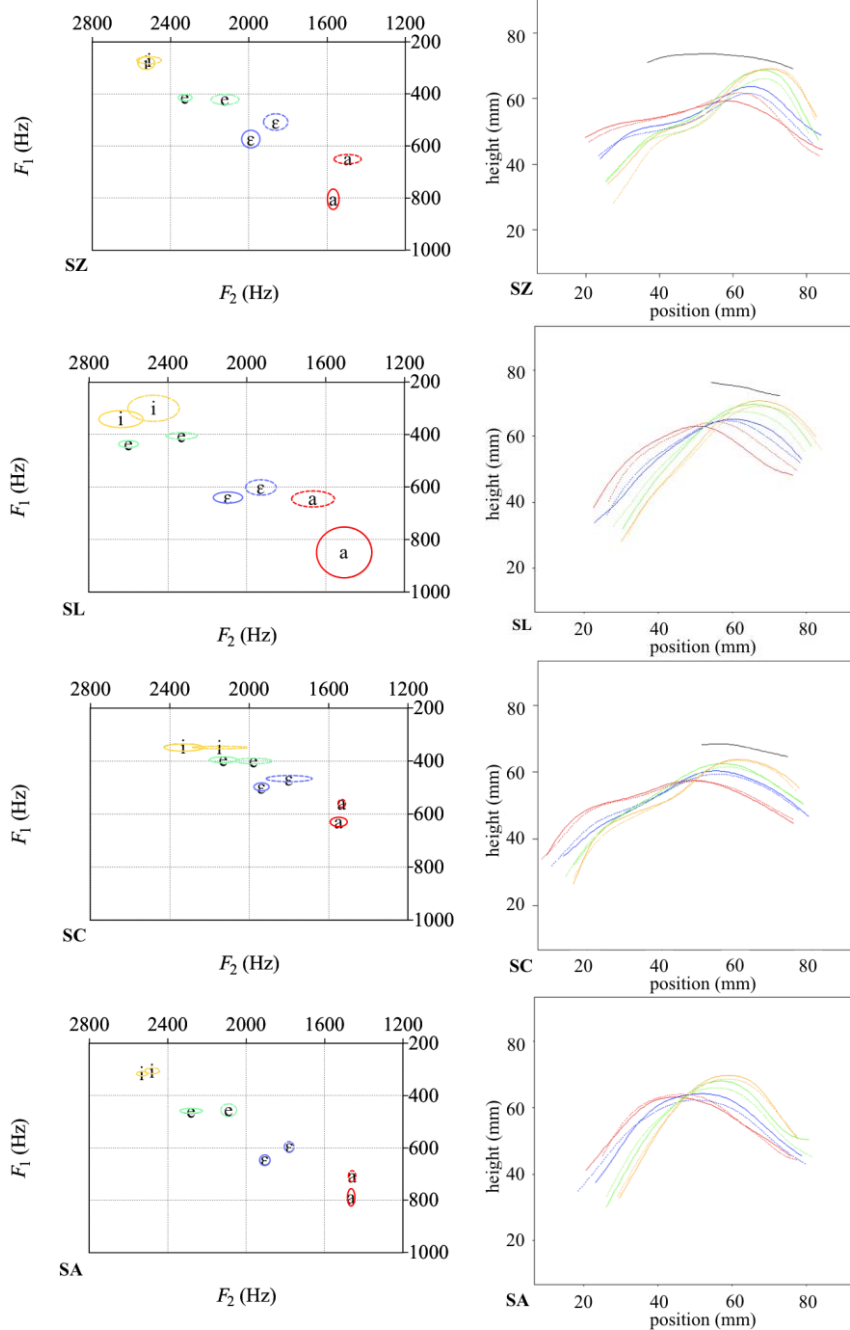 2800 2400 2000 1600 1200
200
400
600
800
1000
F₁ (Hz)
F₂ (Hz)
i i
e e
ε ε
a
a
SZ
80
60
40
20
height (mm)
20 40 60 80
position (mm)
SZ
2800 2400 2000 1600 1200
200
400
600
800
1000
F₁ (Hz)
F₂ (Hz)
i i
e e
ε ε
a
a
SL
80
60
40
20
height (mm)
20 40 60 80
position (mm)
SL
2800 2400 2000 1600 1200
200
400
600
800
1000
F₁ (Hz)
F₂ (Hz)
i i
e e
ε ε
a
a
SC
80
60
40
20
height (mm)
20 40 60 80
position (mm)
SC
2800 2400 2000 1600 1200
200
400
600
800
1000
F₁ (Hz)
F₂ (Hz)
i i
e e
ε ε
a
a
SA
80
60
40
20
height (mm)
20 40 60 80
position (mm)
SA